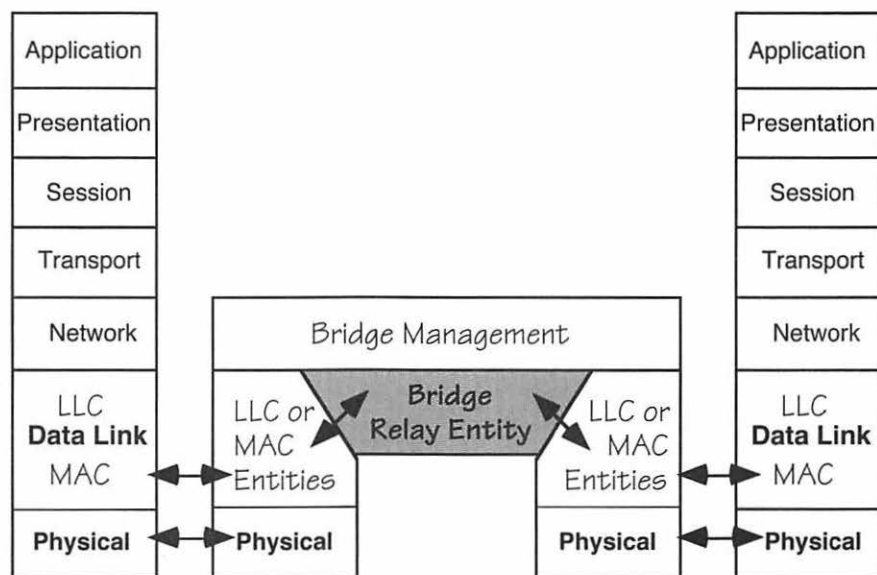 Application
Presentation
Session
Transport
Network
LLC
Data Link
MAC
Physical
Bridge Management
LLC or
MAC
Entities
Physical
Bridge
Relay Entity
LLC or
MAC
Entities
Physical
Application
Presentation
Session
Transport
Network
LLC
Data Link
MAC
Physical